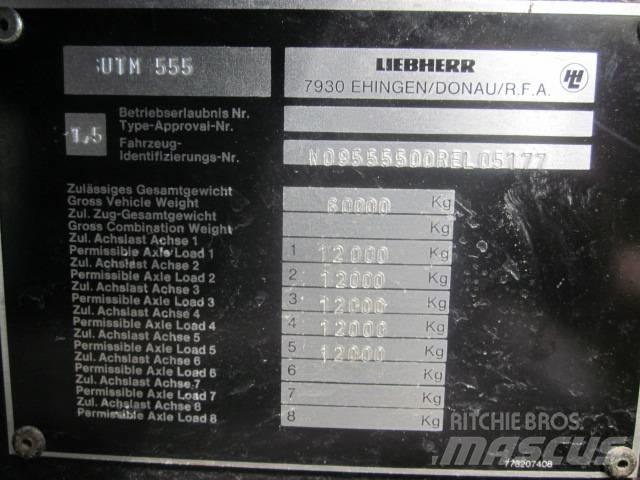 GUTM 555
LIEBHERR
7930 EHINGEN/DONAU/R.F.A.
Betriebserlaubnis Nr.
Type-Approval-Nr.
1,5
Fahrzeug-
Identifizierungs-Nr.
W09555500REL05177
Zulässiges Gesamtgewicht
Gross Vehicle Weight
60000 Kg
Zul. Zug-Gesamtgewicht
Gross Combination Weight
Kg
Zul. Achslast Achse 1
Permissible Axle Load 1
1 12000 Kg
Zul. Achslast Achse 2
Permissible Axle Load 2
2 12000 Kg
Zul. Achslast Achse 3
Permissible Axle Load 3
3 12000 Kg
Zul. Achslast Achse 4
Permissible Axle Load 4
4 12000 Kg
Zul. Achslast Achse 5
Permissible Axle Load 5
5 12000 Kg
Zul. Achslast Achse 6
Permissible Axle Load 6
6 Kg
Zul. Achslast Achse 7
Permissible Axle Load 7
7 Kg
Zul. Achslast Achse 8
Permissible Axle Load 8
8 Kg
778207408
RITCHIE BROS.
MASCUS